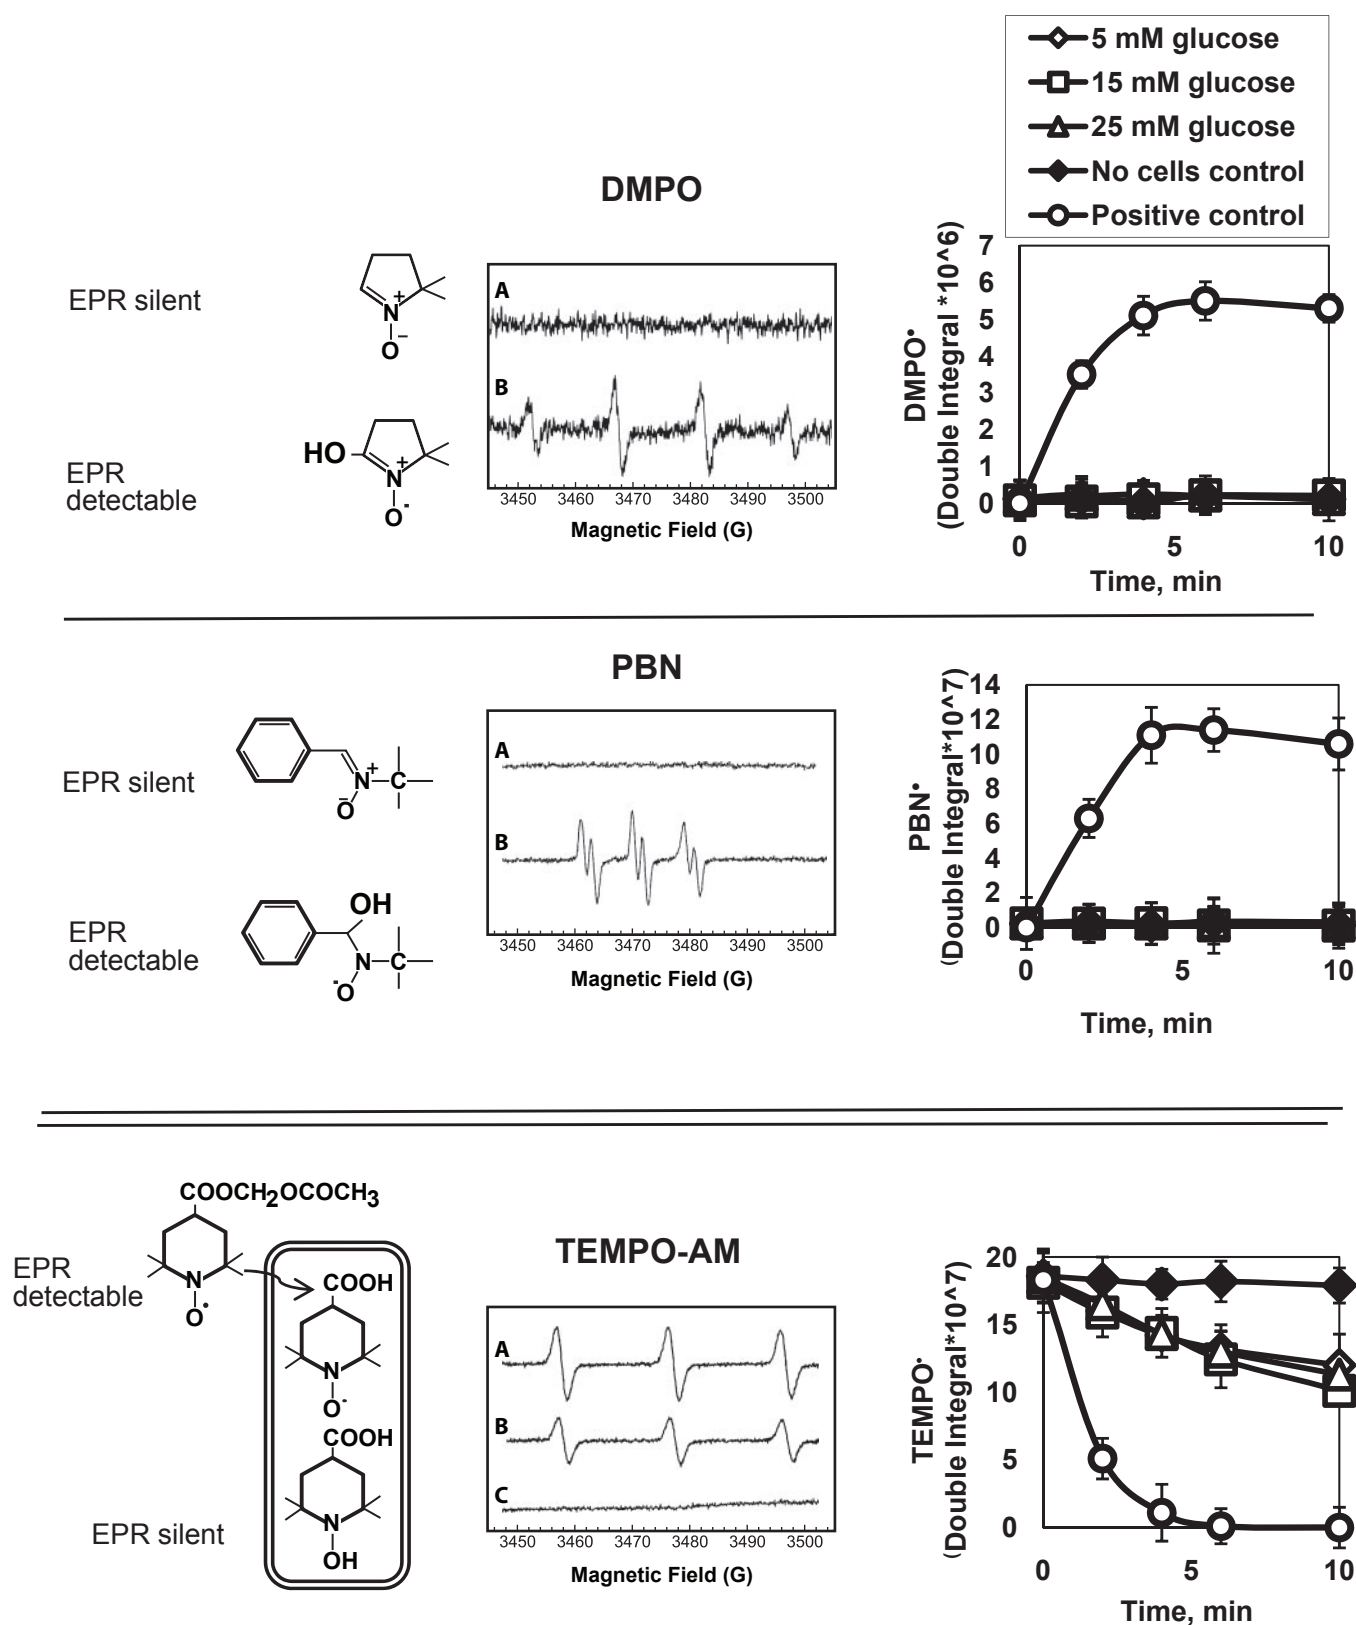 5 mM glucose
15 mM glucose
25 mM glucose
No cells control
Positive control
DMPO
EPR silent
N
+
O
−
HO
N
+
O
EPR
detectable
A
B
3450 3460 3470 3480 3490 3500
Magnetic Field (G)
DMPO•
(Double Integral *10^6)
7
6
5
4
3
2
1
0
0 5 10
Time, min
PBN
EPR silent
N
+
C
O
−
EPR
detectable
OH
N
C
O
A
B
3450 3460 3470 3480 3490 3500
Magnetic Field (G)
PBN•
(Double Integral*10^7)
14
12
10
8
6
4
2
0
0 5 10
Time, min
COOCH2OCOCH3
EPR
detectable
N
O•
COOH
N
O
COOH
N
OH
EPR silent
TEMPO-AM
A
B
C
3450 3460 3470 3480 3490 3500
Magnetic Field (G)
TEMPO•
(Double Integral*10^7)
20
15
10
5
0
0 5 10
Time, min